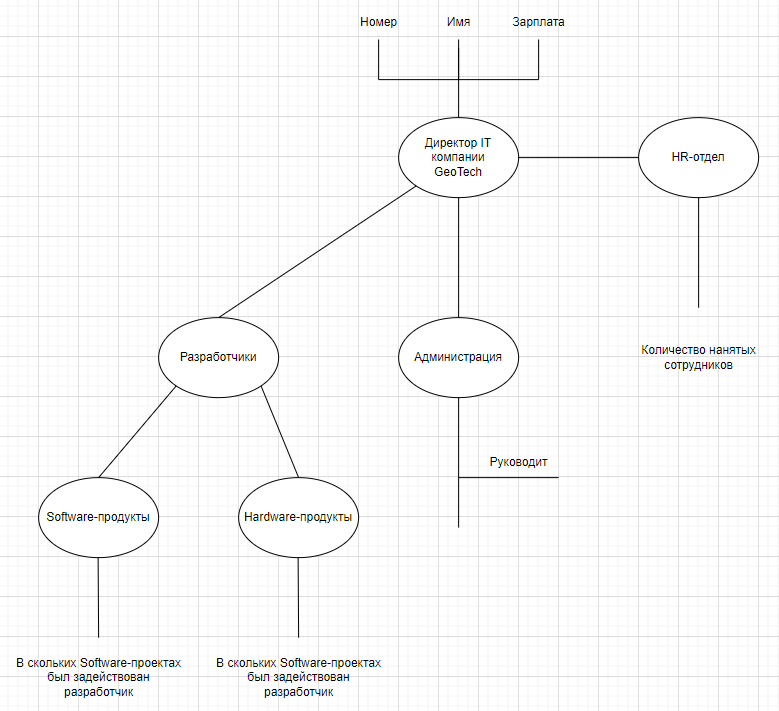 Номер
Имя
Зарплата
Директор IT
компании
GeoTech
HR-отдел
Разработчики
Администрация
Количество нанятых
сотрудников
Руководит
Software-продукты
Hardware-продукты
В скольких Software-проектах
был задействован
разработчик
В скольких Software-проектах
был задействован
разработчик